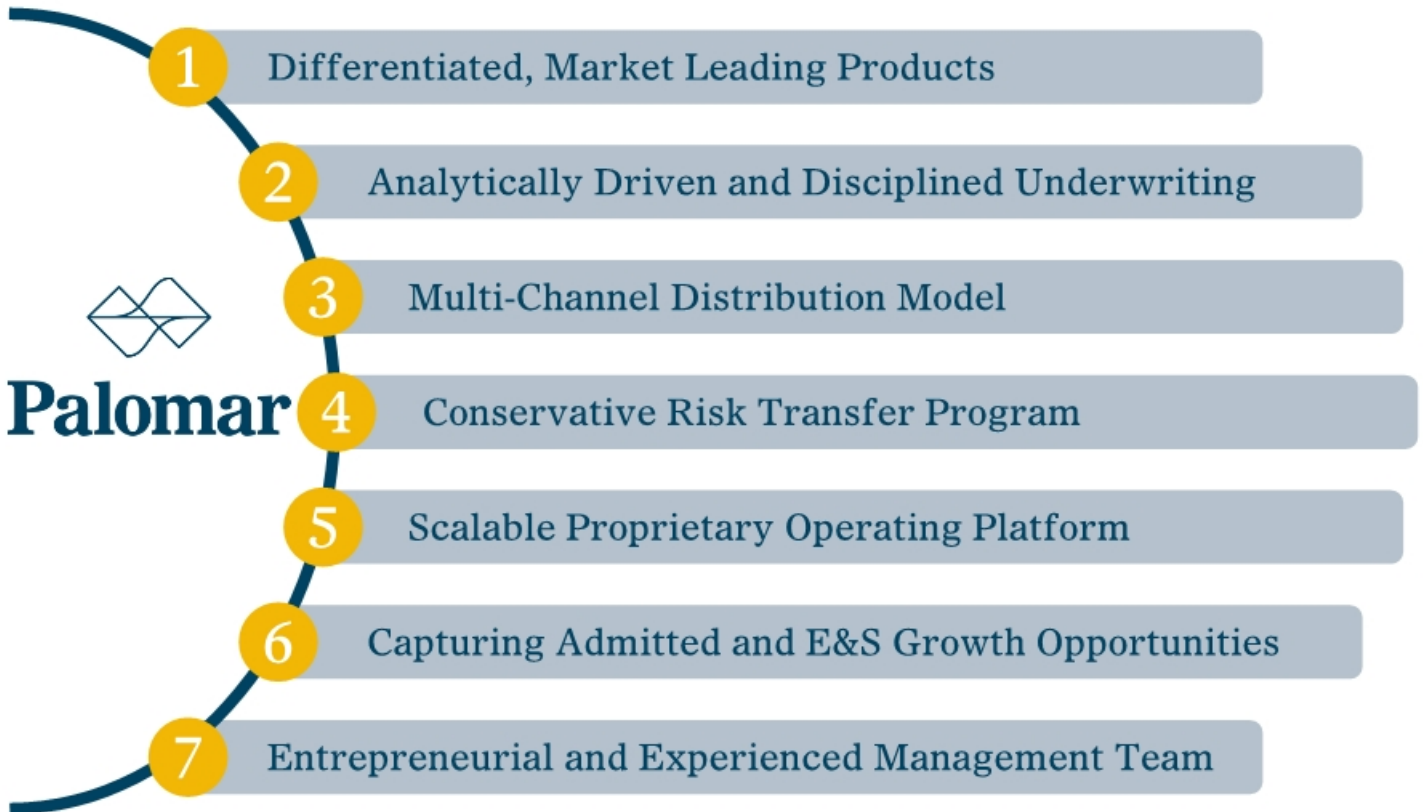 1 Differentiated, Market Leading Products
2 Analytically Driven and Disciplined Underwriting
3 Multi-Channel Distribution Model
Palomar
4 Conservative Risk Transfer Program
5 Scalable Proprietary Operating Platform
6 Capturing Admitted and E&S Growth Opportunities
7 Entrepreneurial and Experienced Management Team